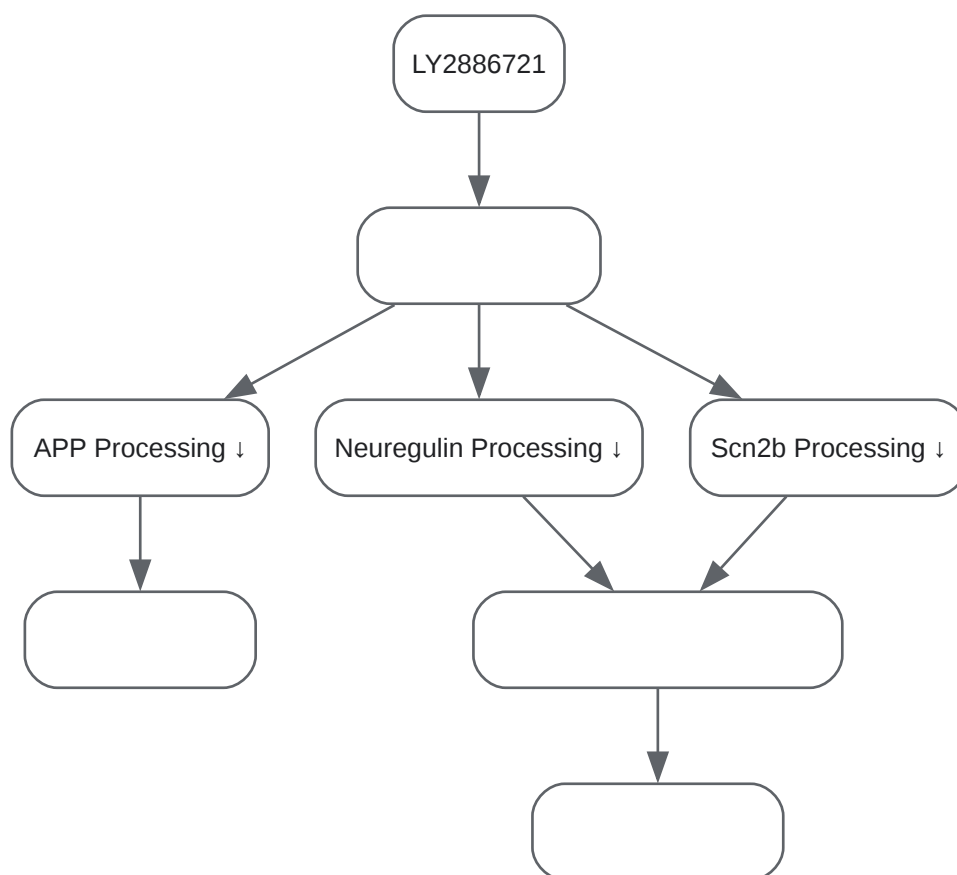 LY2886721
APP Processing ↓
Neuregulin Processing ↓
Scn2b Processing ↓